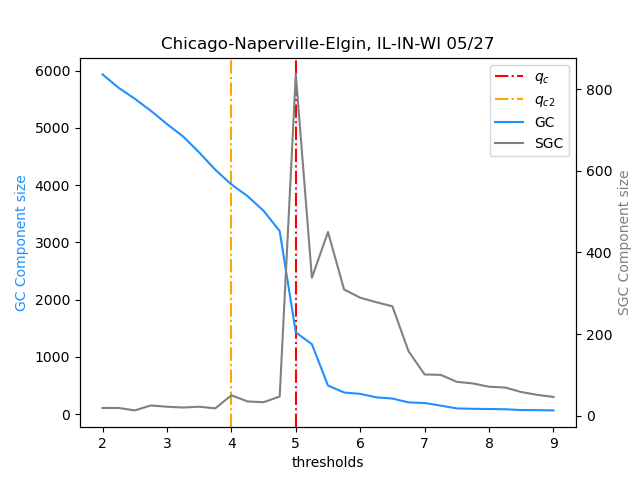 Chicago-Naperville-Elgin, IL-IN-WI 05/27
GC Component size
6000
5000
4000
3000
2000
1000
0
2 3 4 5 6 7 8 9
thresholds
800
600
400
200
0
SGC Component size
q_c
q_{c2}
GC
SGC